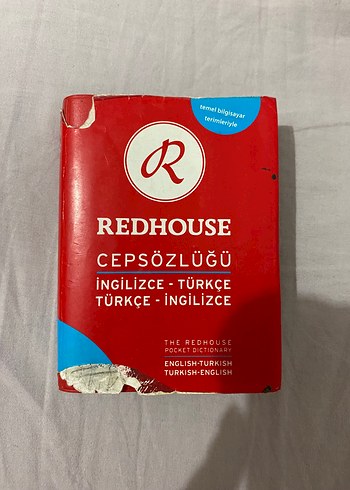 temel bilgisayar
terimleriyle
R
REDHOUSE
CEPSÖZLÜĞÜ
İNGİLİZCE - TÜRKÇE
TÜRKÇE - İNGİLİZCE
THE REDHOUSE
POCKET DICTIONARY
ENGLISH-TURKISH
TURKISH-ENGLISH